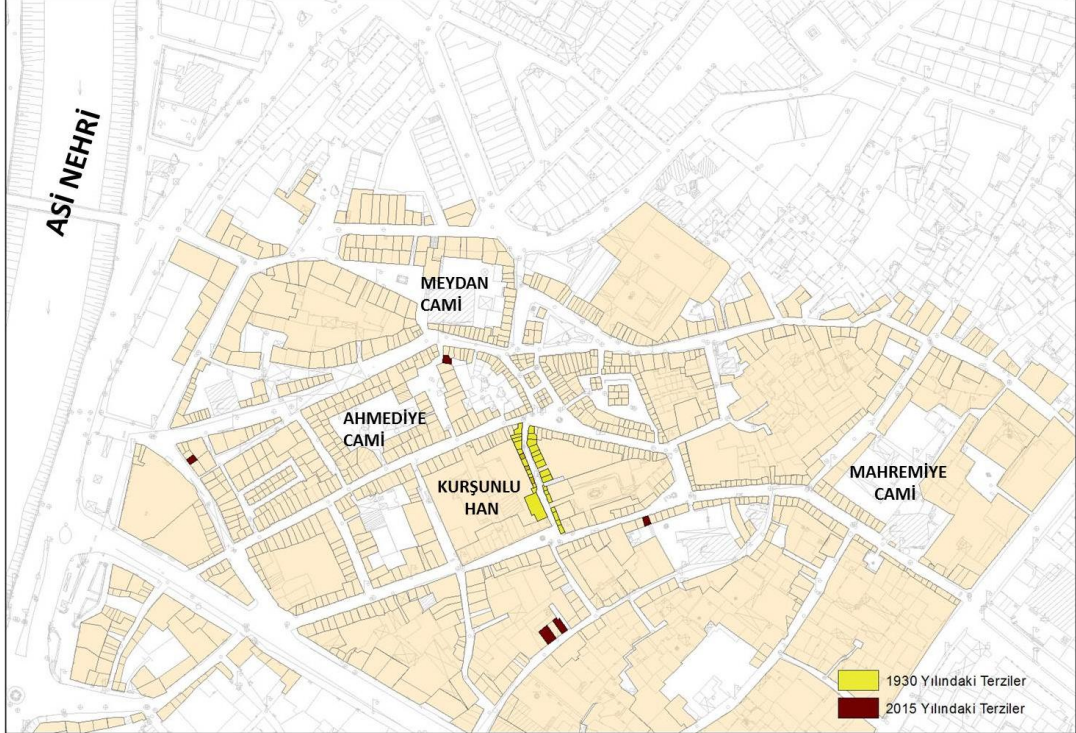 ASİ NEHRİ
MEYDAN
CAMİ
AHMEDİYE
CAMİ
KURŞUNLU
HAN
MAHREMİYE
CAMİ
1930 Yılındaki Terziler
2015 Yılındaki Terziler